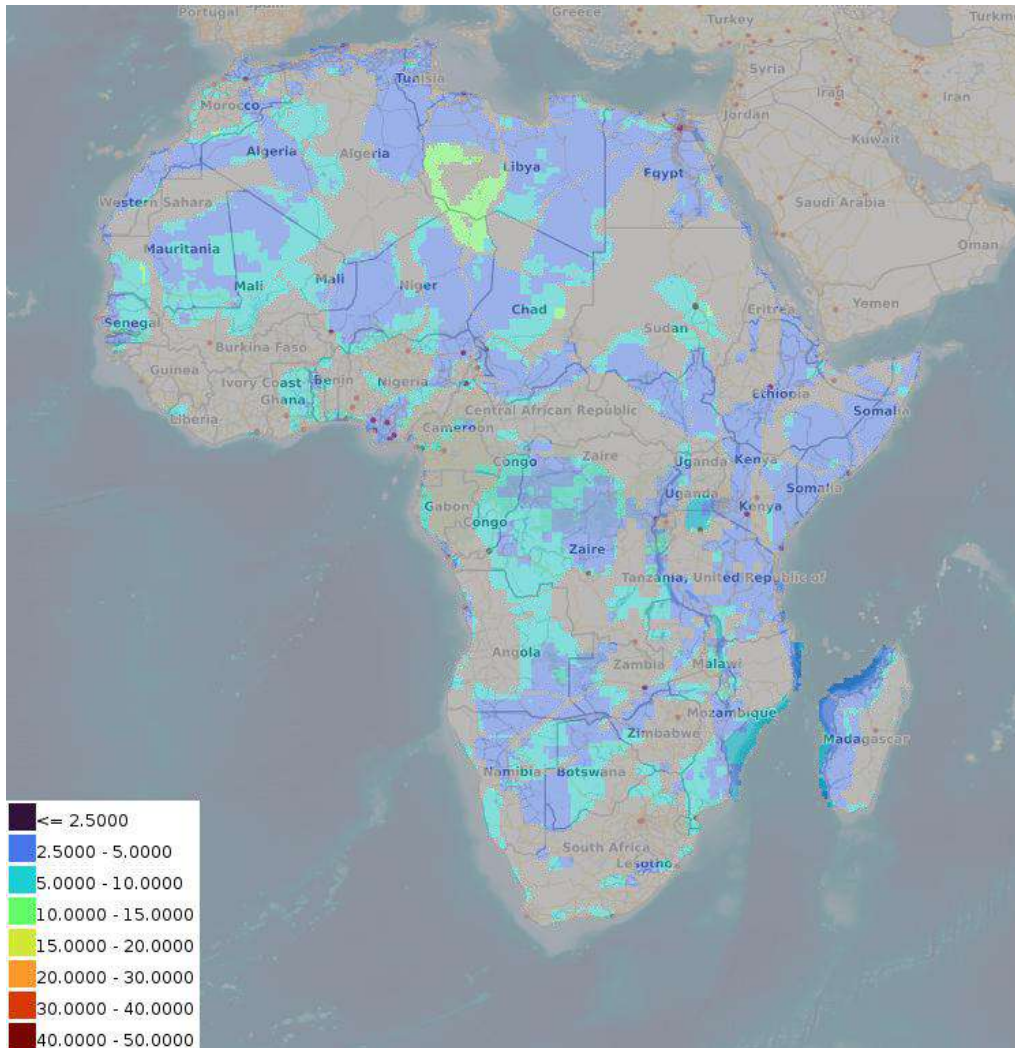 Portugal
Spain
Greece
Turkey
Turkm
Tunisia
Syria
Iraq
Iran
Morocco
Jordan
Kuwait
Algeria
Algeria
Libya
Egypt
Western Sahara
Saudi Arabia
Mauritania
Oman
Mali
Mali
Niger
Chad
Eritrea
Yemen
Senegal
Sudan
Burkina Faso
Guinea
Ivory Coast
Benin
Nigeria
Ghana
Ethiopia
Liberia
Central African Republic
Somalia
Cameroon
Congo
Zaire
Uganda
Kenya
Uganda
Somalia
Gabon
Kenya
Congo
Zaire
Tanzania, United Republic of
Angola
Zambia
Malawi
Mozambique
Zimbabwe
Madagascar
Namibia
Botswana
South Africa
Lesotho
<= 2.5000
2.5000 - 5.0000
5.0000 - 10.0000
10.0000 - 15.0000
15.0000 - 20.0000
20.0000 - 30.0000
30.0000 - 40.0000
40.0000 - 50.0000